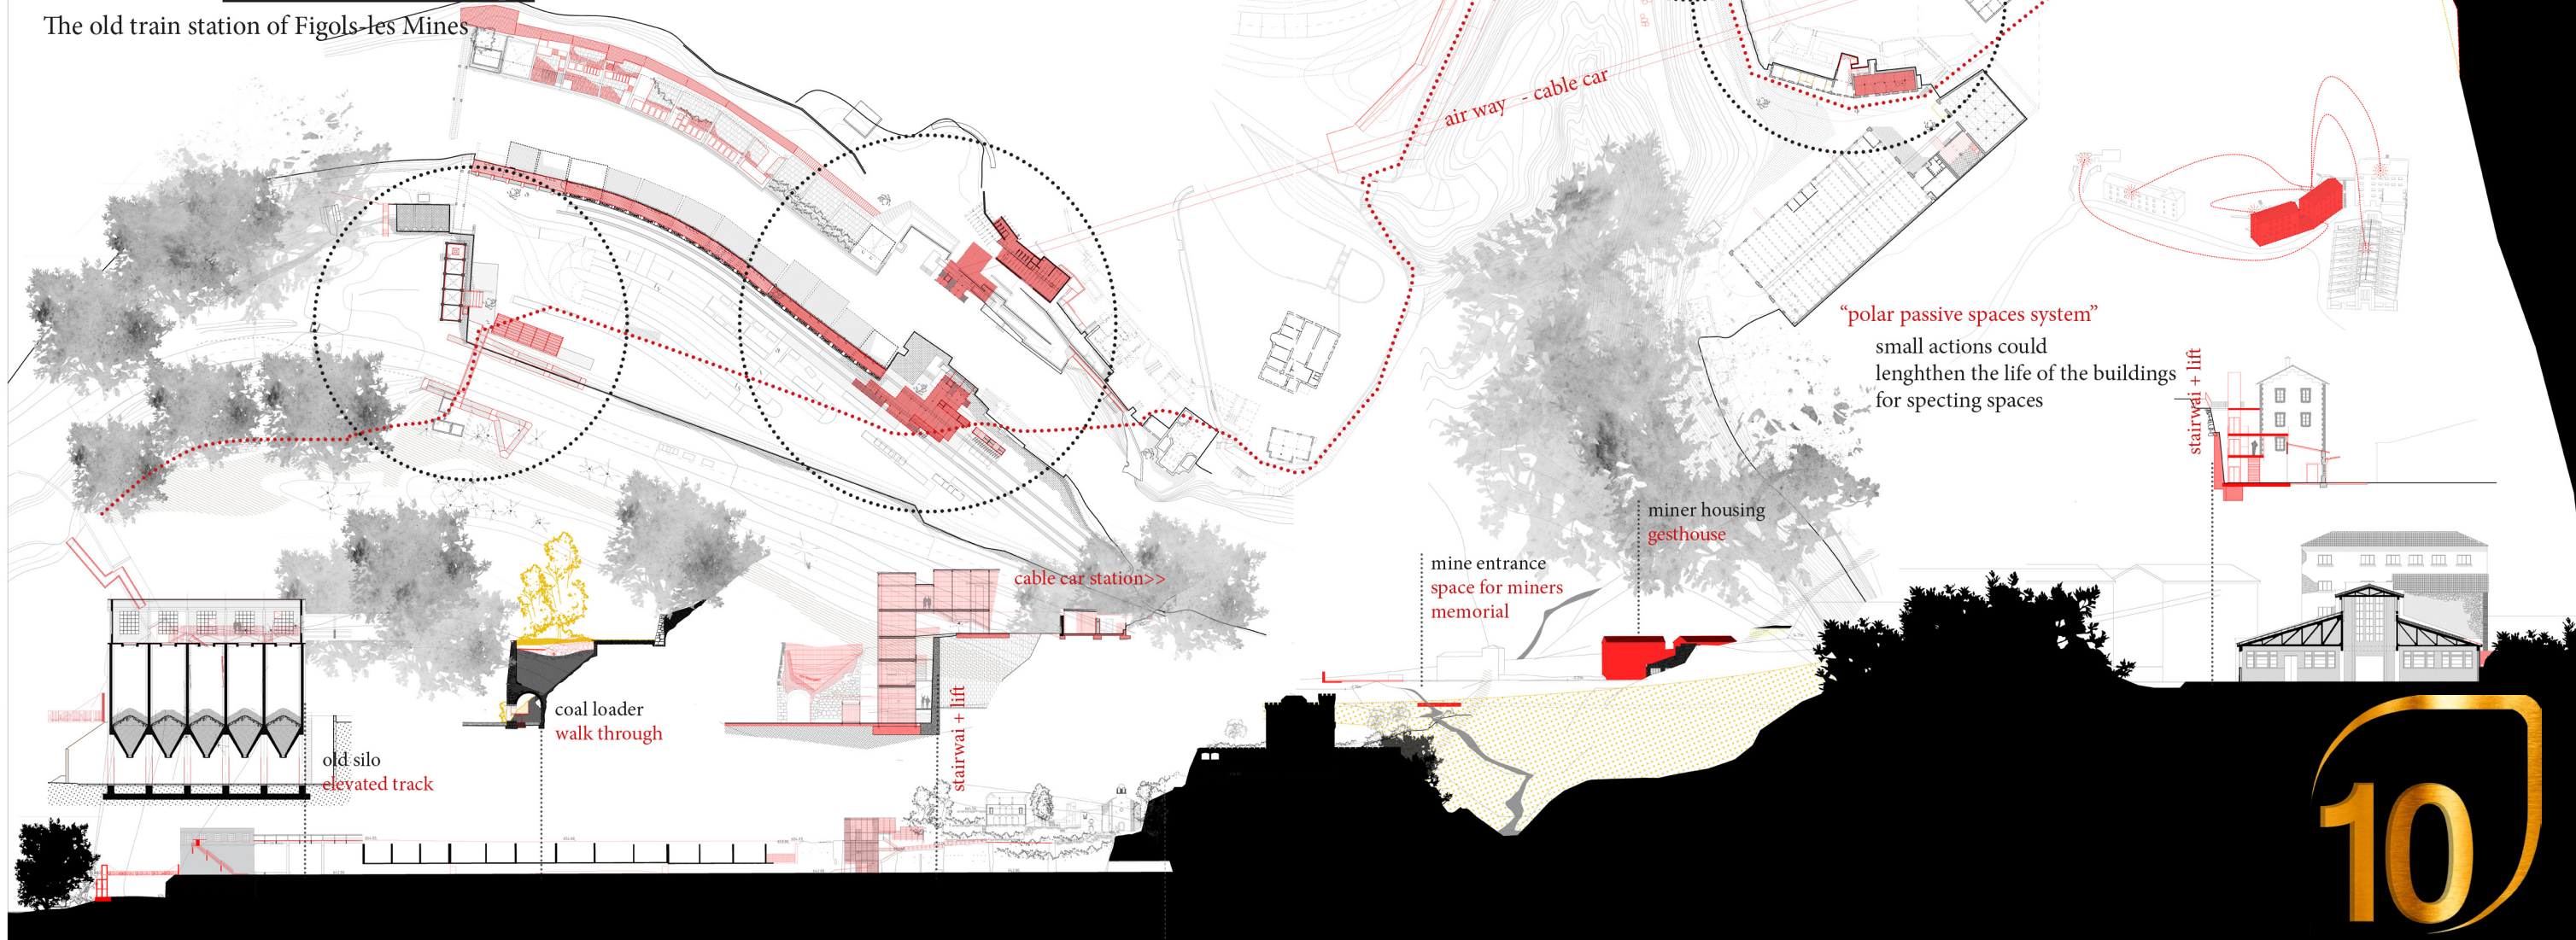 The old train station of Figols-les Mines
air way - cable car
"polar passive spaces system"
small actions could
lenghthen the life of the buildings
for specting spaces
stairwai + lift
miner housing
gesthouse
mine entrance
space for miners
memorial
cable car station>>
coal loader
walk through
stairwai + lift
old silo
elevated track
10